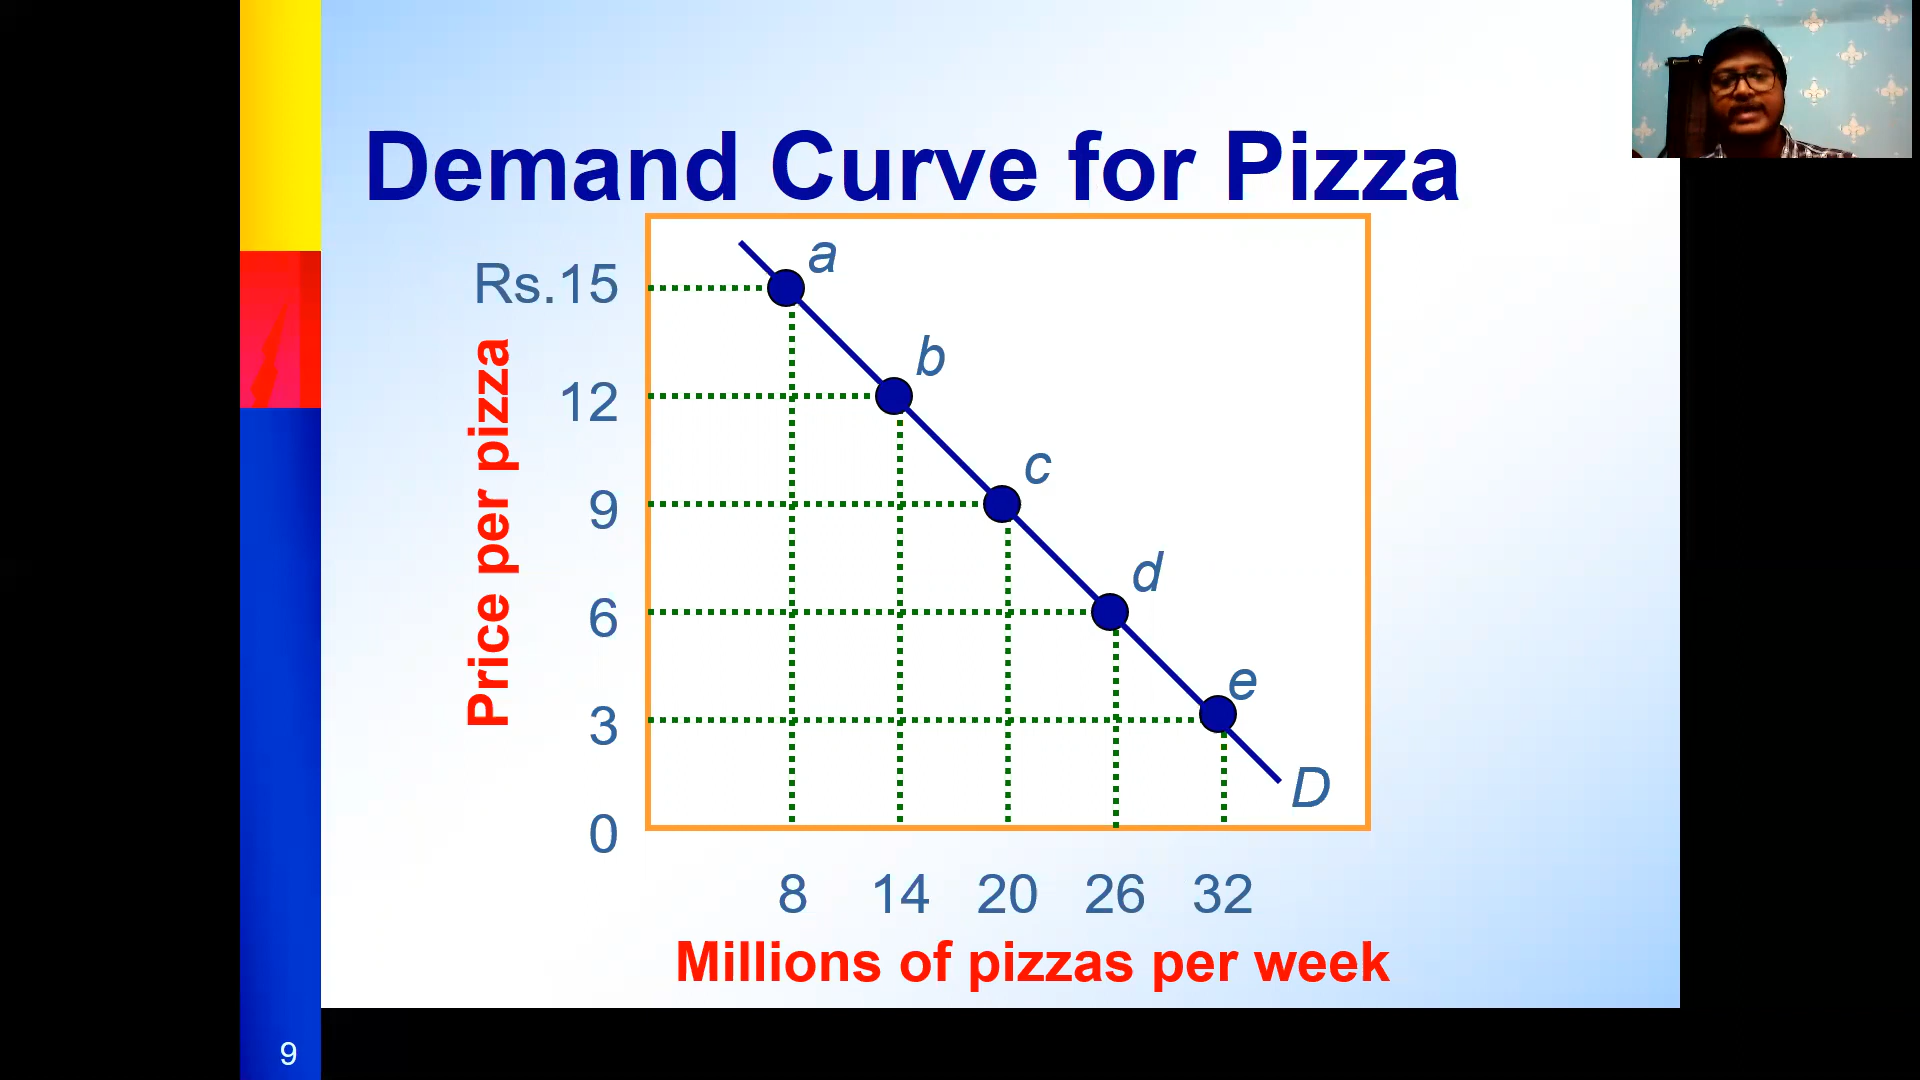 Demand Curve for Pizza
Price per pizza
Rs.15
12
9
6
3
0
a
b
c
d
e
D
8 14 20 26 32
Millions of pizzas per week
9